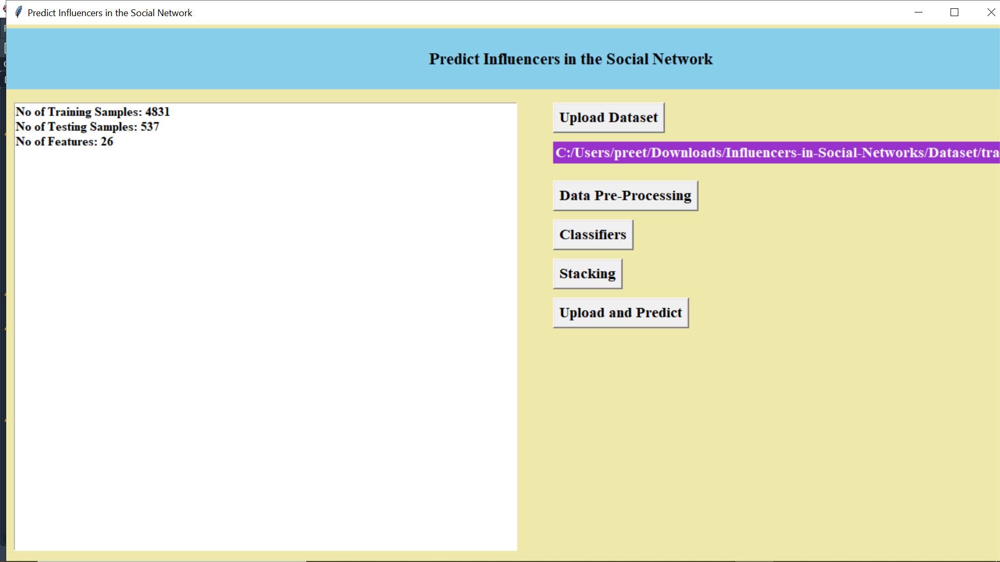 Predict Influencers in the Social Network
Predict Influencers in the Social Network
No of Training Samples: 4831
No of Testing Samples: 537
No of Features: 26
Upload Dataset
C:/Users/preet/Downloads/Influencers-in-Social-Networks/Dataset/tra
Data Pre-Processing
Classifiers
Stacking
Upload and Predict